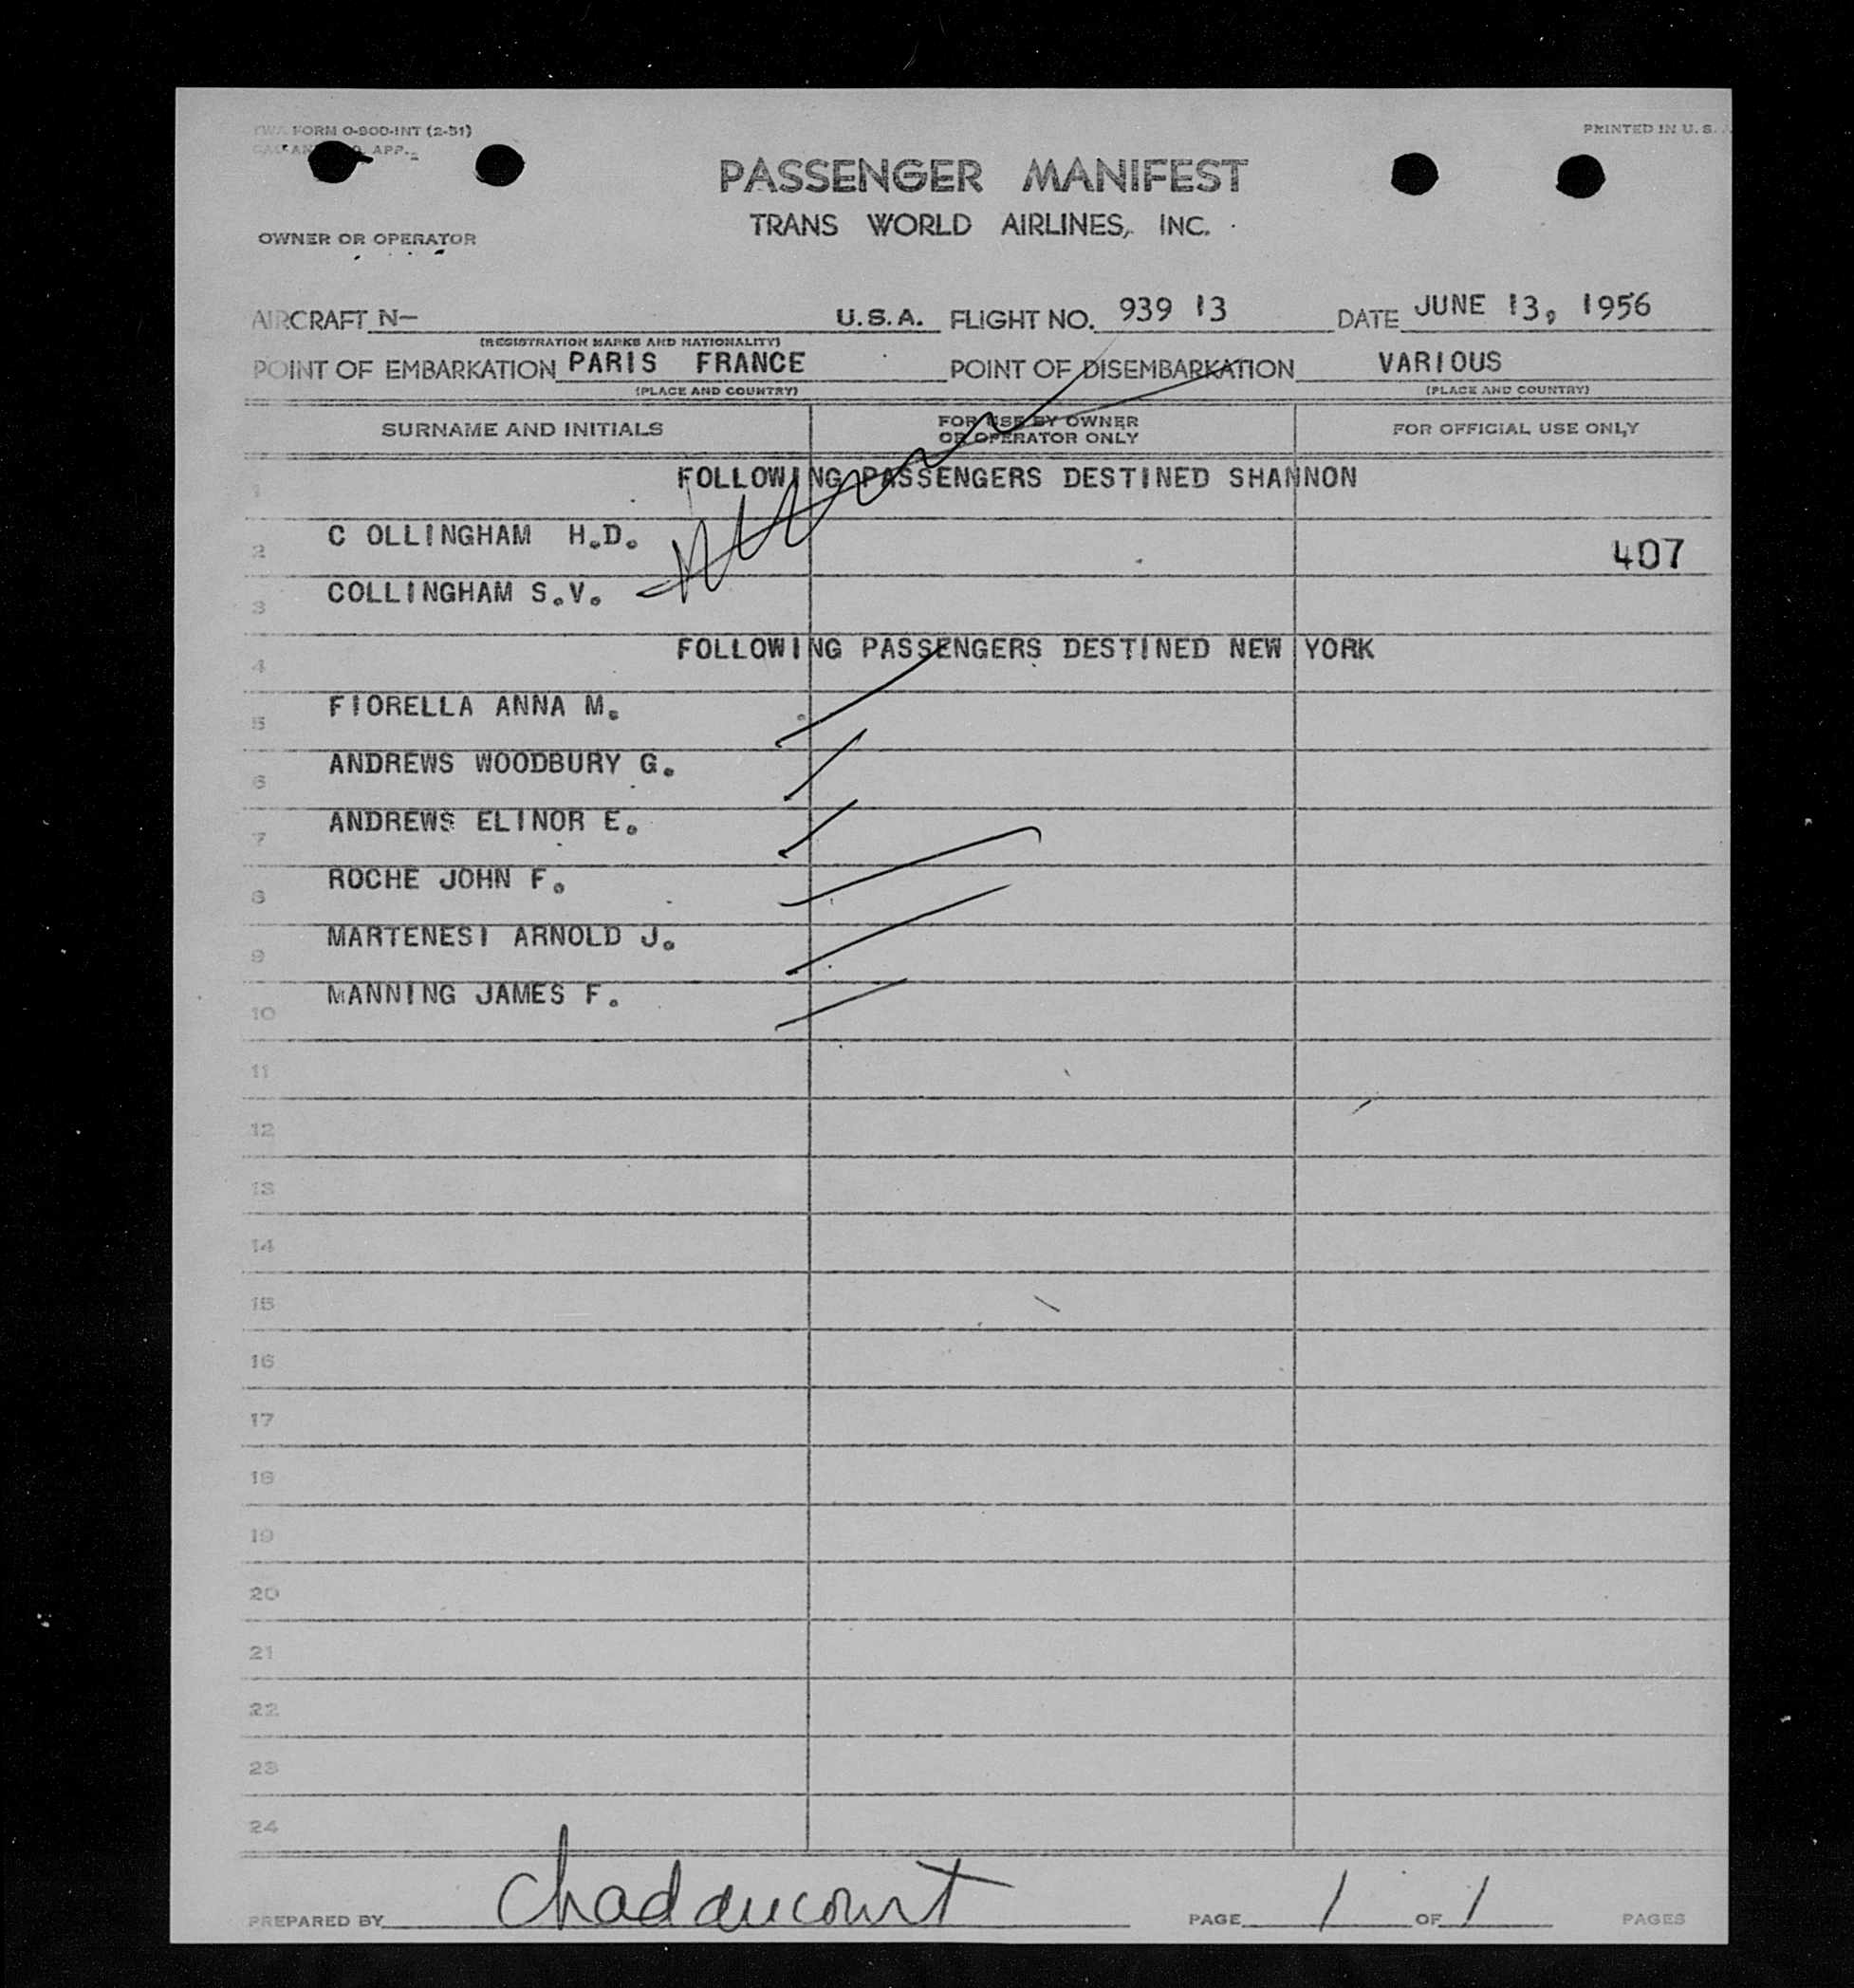 TWA FORM O-800-INT (2-51)
PRINTED IN U. S.
APP.
PASSENGER MANIFEST
TRANS WORLD AIRLINES, INC.
OWNER OR OPERATOR
AIRCRAFT N- U.S.A. FLIGHT NO. 939 13 DATE JUNE 13, 1956
(REGISTRATION MARKS AND NATIONALITY)
POINT OF EMBARKATION PARIS FRANCE POINT OF DISEMBARKATION VARIOUS
(PLACE AND COUNTRY) (PLACE AND COUNTRY)
SURNAME AND INITIALS FOR USE BY OWNER OR OPERATOR ONLY FOR OFFICIAL USE ONLY
1 FOLLOWING PASSENGERS DESTINED SHANNON
2 C OLLINGHAM H.D. 407
3 COLLINGHAM S.V.
4 FOLLOWING PASSENGERS DESTINED NEW YORK
5 FIORELLA ANNA M.
6 ANDREWS WOODBURY G.
7 ANDREWS ELINOR E.
8 ROCHE JOHN F.
9 MARTENESI ARNOLD J.
10 MANNING JAMES F.
11
12
13
14
15
16
17
18
19
20
21
22
23
24
PREPARED BY PAGE 1 OF 1 PAGES